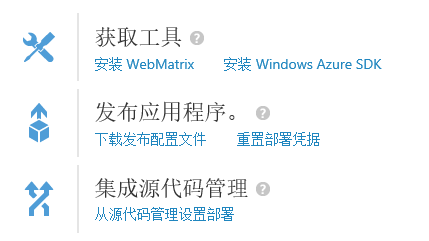 获取工具 ?
安装 WebMatrix 安装 Windows Azure SDK
发布应用程序。 ?
下载发布配置文件 重置部署凭据
集成源代码管理 ?
从源代码管理设置部署